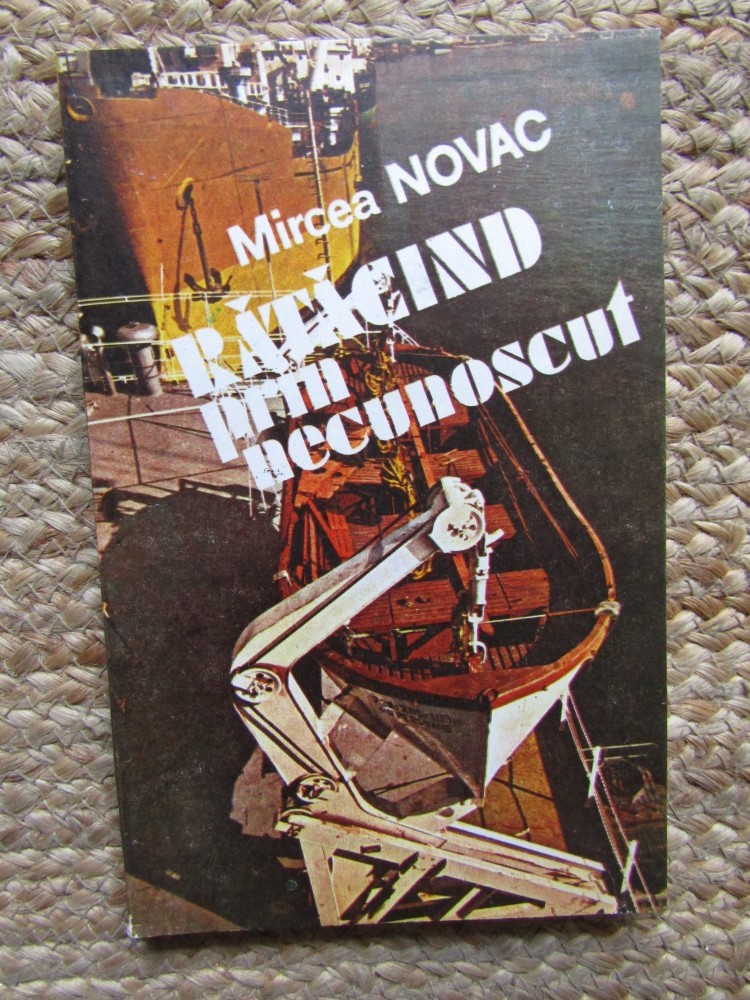 Mircea NOVAC
RĂTĂCIND
prin
necunoscut